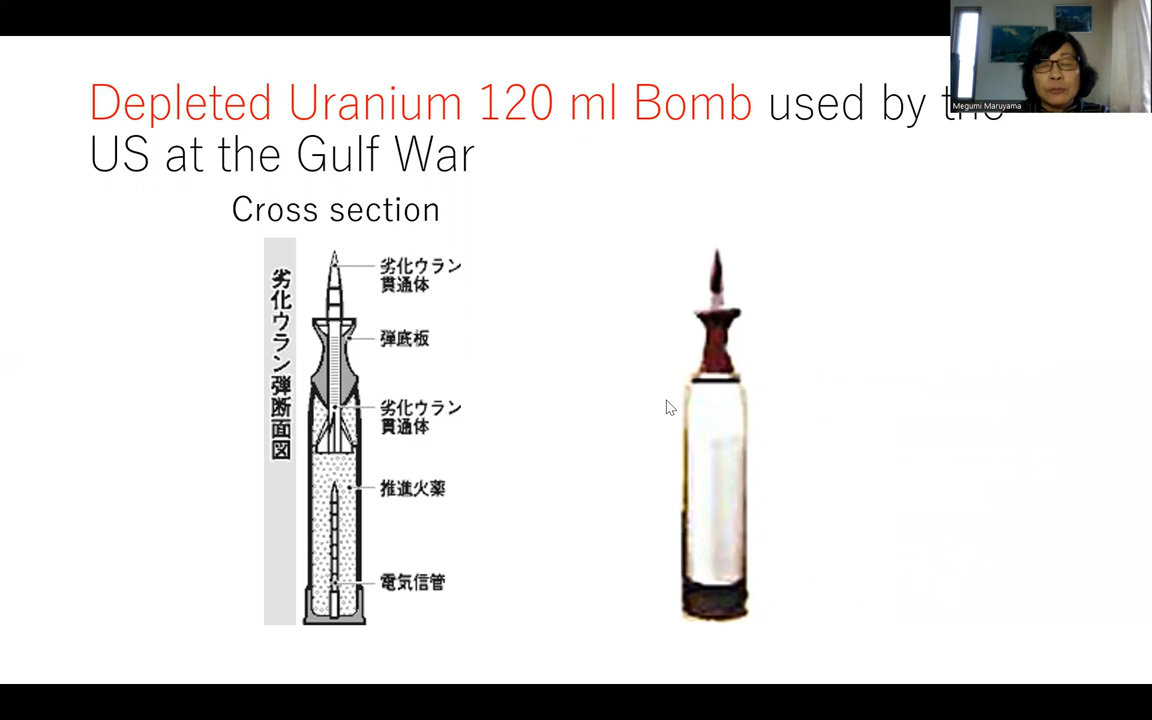 Depleted Uranium 120 ml Bomb used by the
US at the Gulf War
Megumi Maruyama
Cross section
劣化ウラン弾断面図
劣化ウラン
貫通体
弾底板
劣化ウラン
貫通体
推進火薬
電気信管